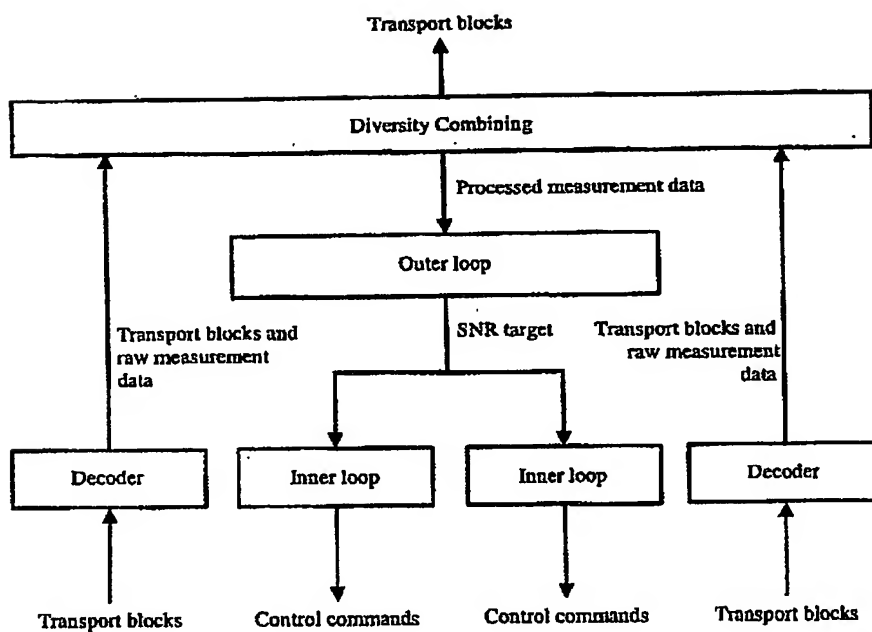 Transport blocks
Diversity Combining
Processed measurement data
Outer loop
SNR target
Transport blocks and
raw measurement
data
Transport blocks and
raw measurement
data
Decoder
Inner loop
Inner loop
Decoder
Transport blocks
Control commands
Control commands
Transport blocks